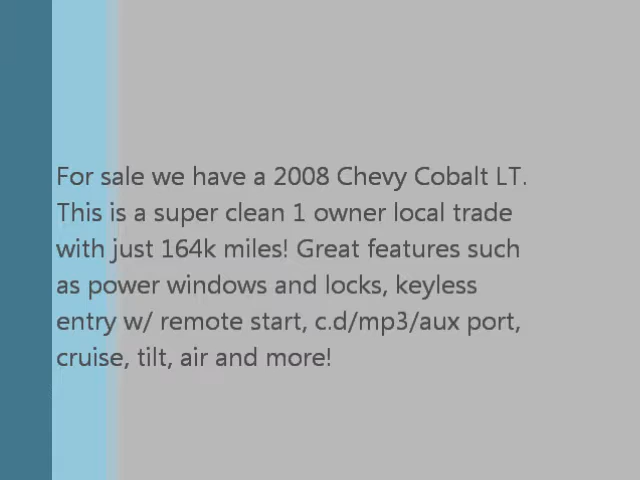 For sale we have a 2008 Chevy Cobalt LT.
This is a super clean 1 owner local trade
with just 164k miles! Great features such
as power windows and locks, keyless
entry w/ remote start, c.d/mp3/aux port,
cruise, tilt, air and more!